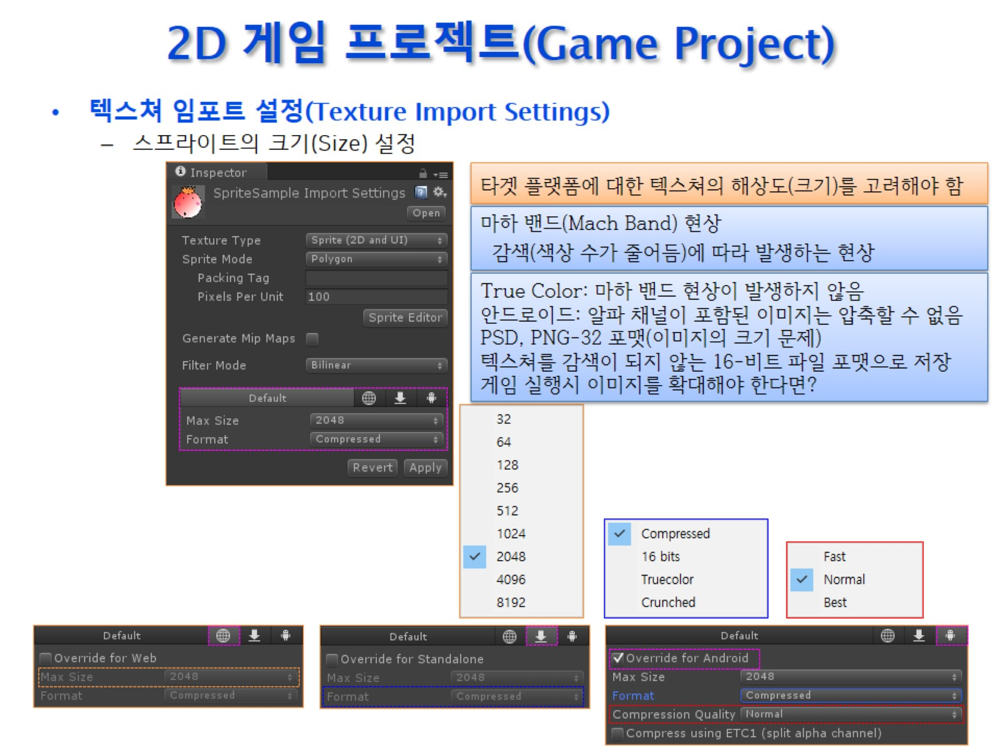 2D 게임 프로젝트(Game Project)
• 텍스쳐 임포트 설정(Texture Import Settings)
– 스프라이트의 크기(Size) 설정
Inspector
SpriteSample Import Settings
Open
Texture Type Sprite (2D and UI)
Sprite Mode Polygon
Packing Tag
Pixels Per Unit 100
Sprite Editor
Generate Mip Maps
Filter Mode Bilinear
Default
Max Size 2048
Format Compressed
Revert Apply
타겟 플랫폼에 대한 텍스쳐의 해상도(크기)를 고려해야 함
마하 밴드(Mach Band) 현상
감색(색상 수가 줄어듬)에 따라 발생하는 현상
True Color: 마하 밴드 현상이 발생하지 않음
안드로이드: 알파 채널이 포함된 이미지는 압축할 수 없음
PSD, PNG-32 포맷(이미지의 크기 문제)
텍스쳐를 감색이 되지 않는 16-비트 파일 포맷으로 저장
게임 실행시 이미지를 확대해야 한다면?
32
64
128
256
512
1024
2048
4096
8192
Compressed
16 bits
Truecolor
Crunched
Fast
Normal
Best
Default
Override for Web
Max Size 2048
Format Compressed
Default
Override for Standalone
Max Size 2048
Format Compressed
Default
Override for Android
Max Size 2048
Format Compressed
Compression Quality Normal
Compress using ETC1 (split alpha channel)